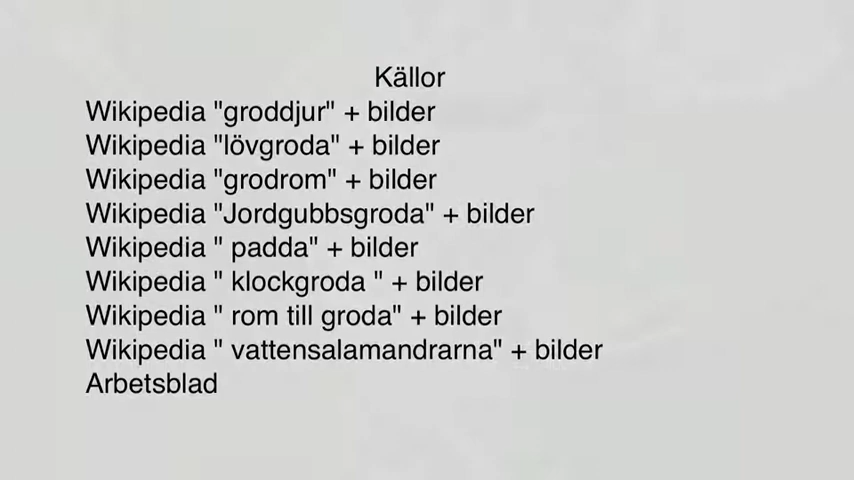 Källor
Wikipedia "groddjur" + bilder
Wikipedia "lövgroda" + bilder
Wikipedia "grodrom" + bilder
Wikipedia "Jordgubbsgroda" + bilder
Wikipedia " padda" + bilder
Wikipedia " klockgroda " + bilder
Wikipedia " rom till groda" + bilder
Wikipedia " vattensalamandrarna" + bilder
Arbetsblad